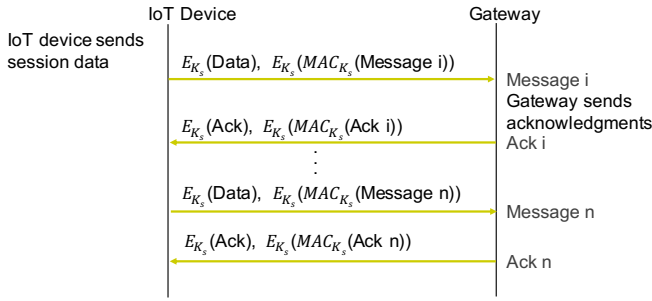 IoT Device Gateway
IoT device sends
session data
$E_{K_s}$(Data), $E_{K_s}$($MAC_{K_s}$(Message i))
Message i
Gateway sends
acknowledgments
$E_{K_s}$(Ack), $E_{K_s}$($MAC_{K_s}$(Ack i))
Ack i
$E_{K_s}$(Data), $E_{K_s}$($MAC_{K_s}$(Message n))
Message n
$E_{K_s}$(Ack), $E_{K_s}$($MAC_{K_s}$(Ack n))
Ack n